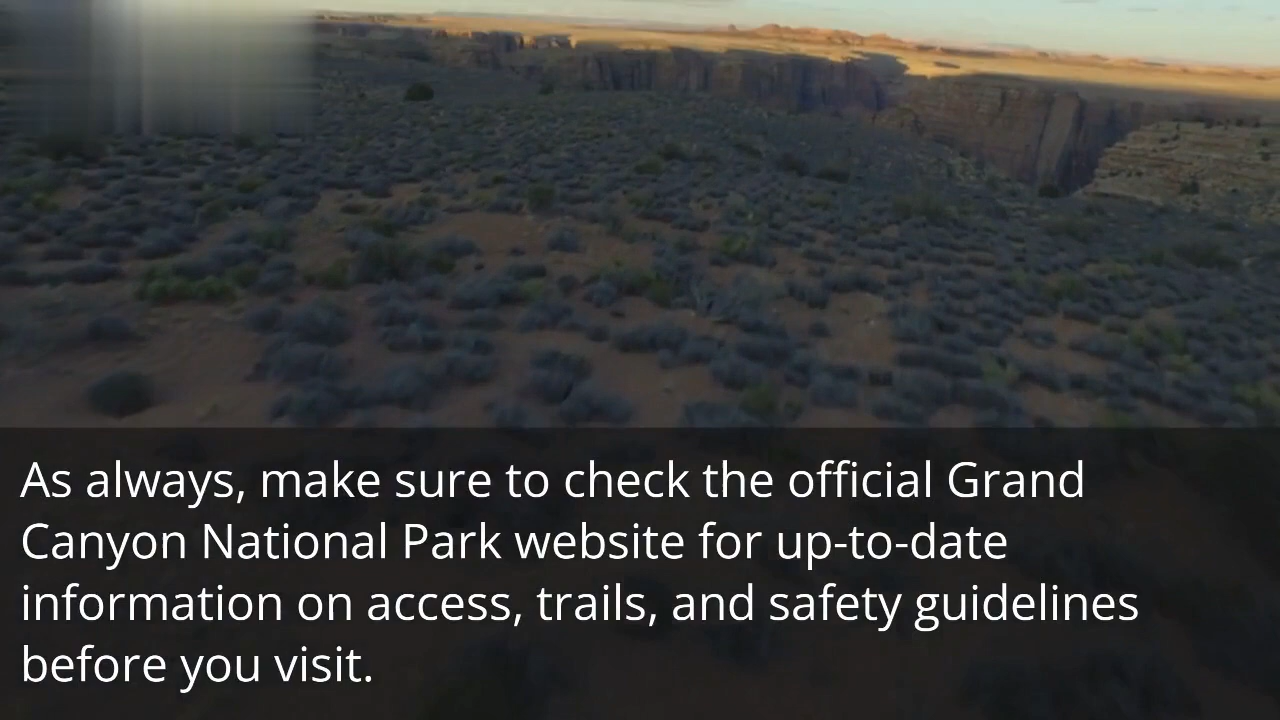 As always, make sure to check the official Grand
Canyon National Park website for up-to-date
information on access, trails, and safety guidelines
before you visit.